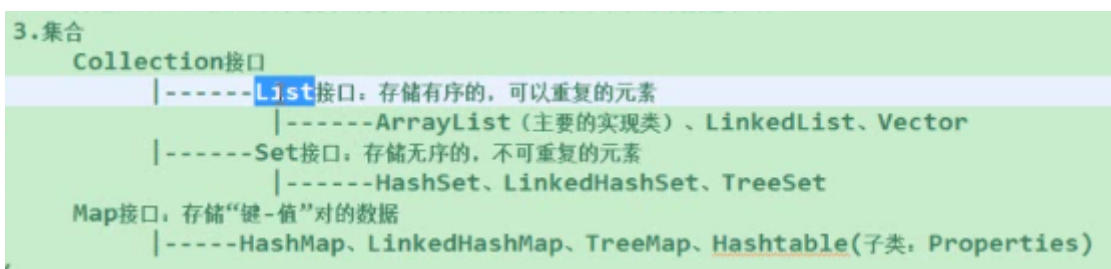 3.集合
Collection接口
|------List接口：存储有序的，可以重复的元素
|------ArrayList（主要的实现类）、LinkedList、Vector
|------Set接口：存储无序的，不可重复的元素
|------HashSet、LinkedHashSet、TreeSet
Map接口：存储“键-值”对的数据
|-----HashMap、LinkedHashMap、TreeMap、Hashtable(子类：Properties)